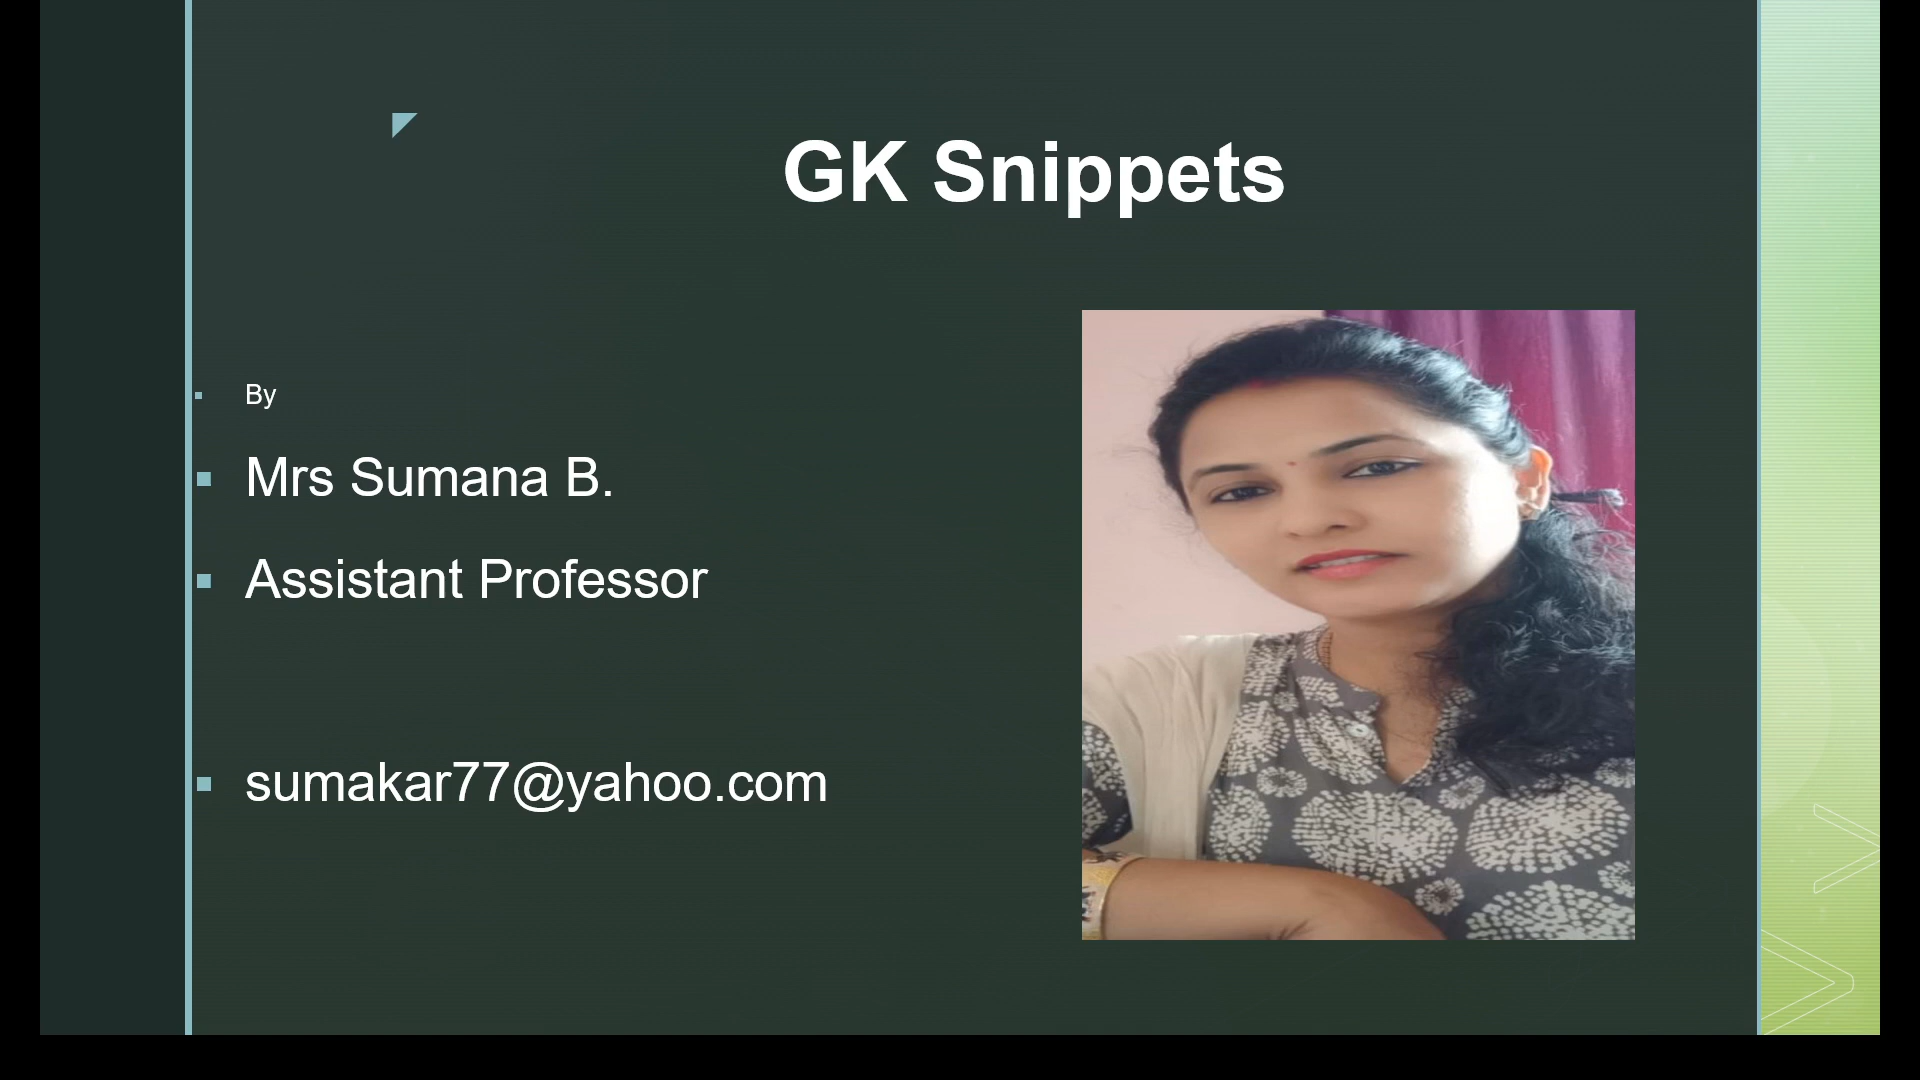 GK Snippets
By
Mrs Sumana B.
Assistant Professor
sumakar77@yahoo.com